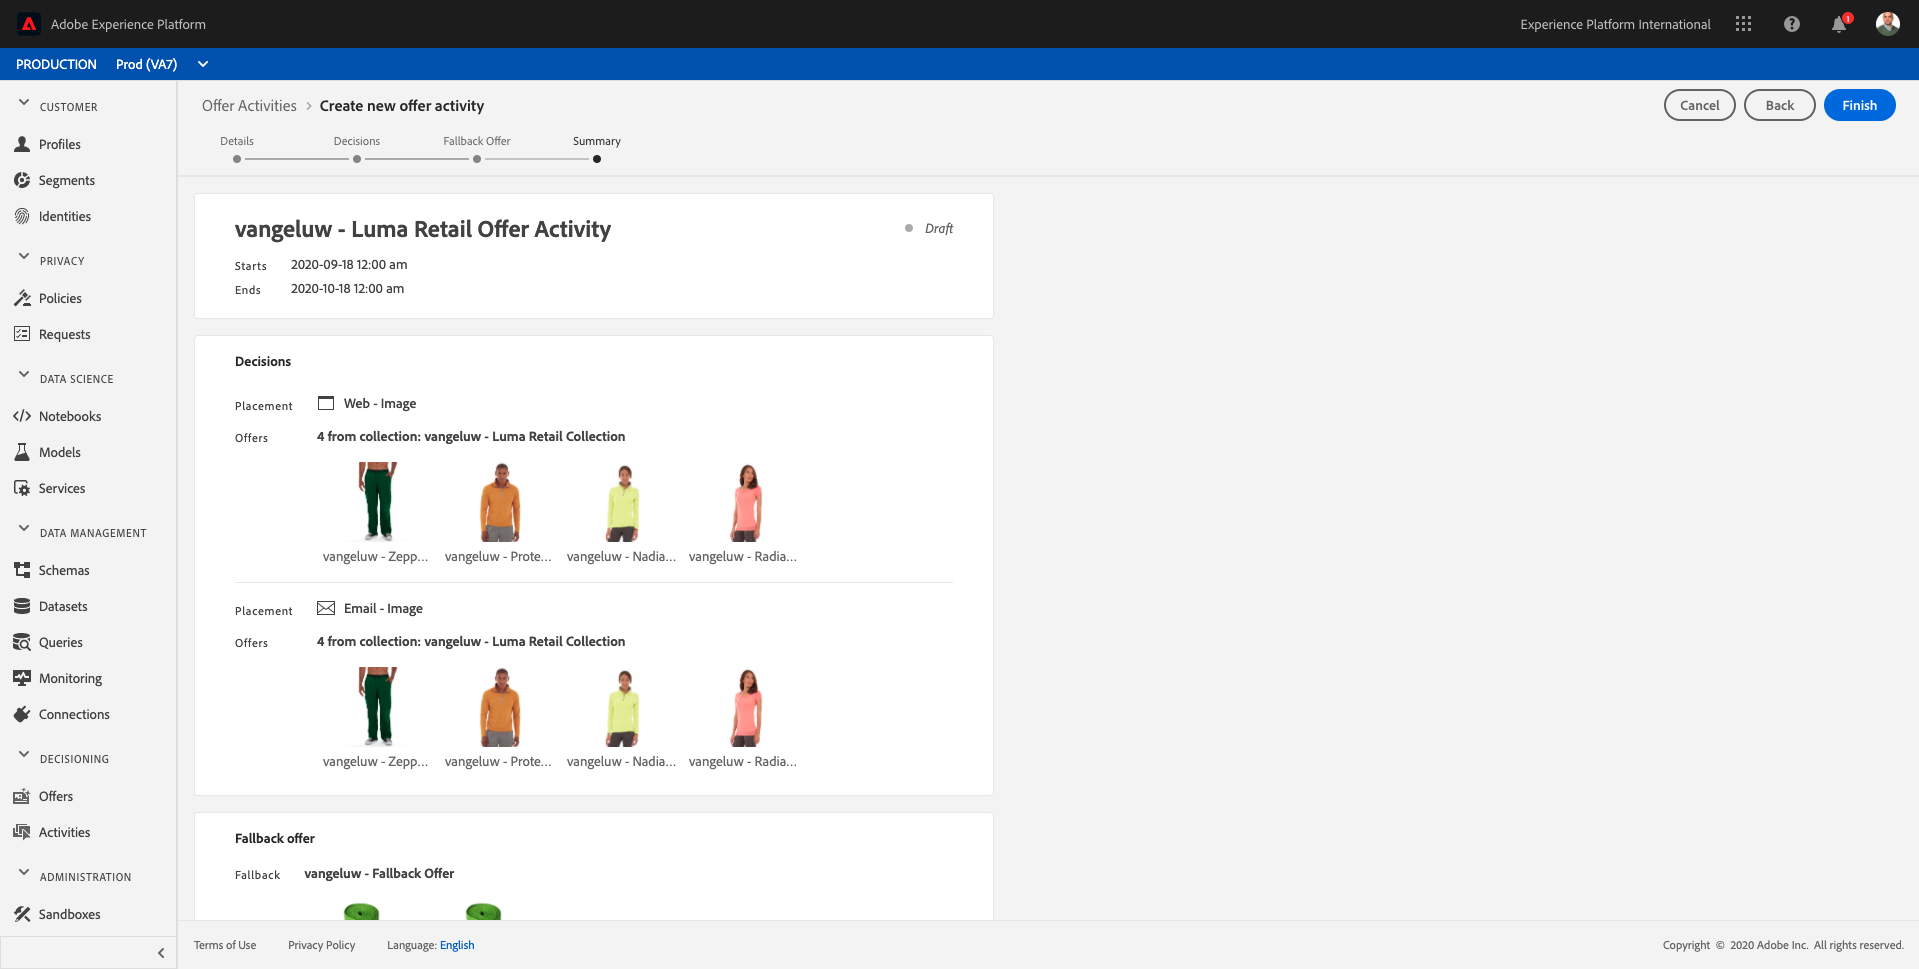 Adobe Experience Platform
Experience Platform International
1
PRODUCTION Prod (VA7)
CUSTOMER
Profiles
Segments
Identities
PRIVACY
Policies
Requests
DATA SCIENCE
Notebooks
Models
Services
DATA MANAGEMENT
Schemas
Datasets
Queries
Monitoring
Connections
DECISIONING
Offers
Activities
ADMINISTRATION
Sandboxes
Offer Activities > Create new offer activity
Cancel Back Finish
Details Decisions Fallback Offer Summary
vangeluw - Luma Retail Offer Activity
Draft
Starts 2020-09-18 12:00 am
Ends 2020-10-18 12:00 am
Decisions
Placement Web - Image
Offers 4 from collection: vangeluw - Luma Retail Collection
vangeluw - Zepp... vangeluw - Prote... vangeluw - Nadia... vangeluw - Radia...
Placement Email - Image
Offers 4 from collection: vangeluw - Luma Retail Collection
vangeluw - Zepp... vangeluw - Prote... vangeluw - Nadia... vangeluw - Radia...
Fallback offer
Fallback vangeluw - Fallback Offer
Terms of Use Privacy Policy Language: English
Copyright © 2020 Adobe Inc. All rights reserved.